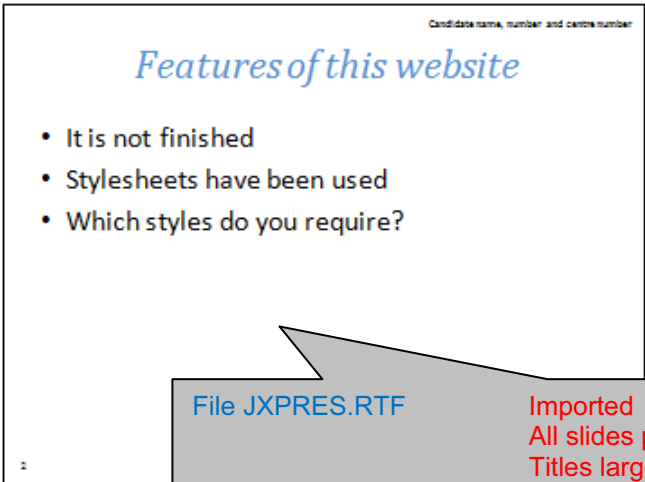 Candidate name, number and centre number
Features of this website
• It is not finished
• Stylesheets have been used
• Which styles do you require?
File JXPRES.RTF
Imported
All slides
Titles